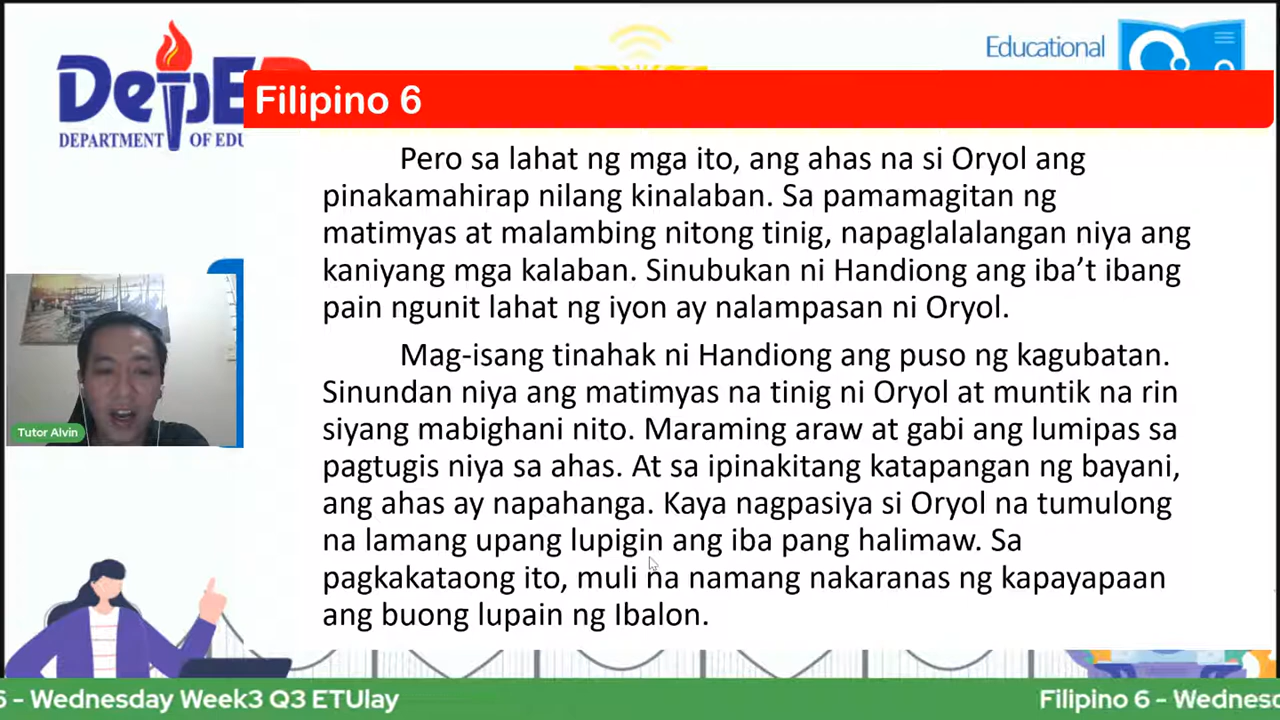 DepE
DEPARTMENT OF EDU
Educational
Filipino 6
Pero sa lahat ng mga ito, ang ahas na si Oryol ang
pinakamahirap nilang kinalaban. Sa pamamagitan ng
matimyas at malambing nitong tinig, napaglalalangan niya ang
kaniyang mga kalaban. Sinubukan ni Handiong ang iba’t ibang
pain ngunit lahat ng iyon ay nalampasan ni Oryol.
Mag-isang tinahak ni Handiong ang puso ng kagubatan.
Sinundan niya ang matimyas na tinig ni Oryol at muntik na rin
siyang mabighani nito. Maraming araw at gabi ang lumipas sa
pagtugis niya sa ahas. At sa ipinakitang katapangan ng bayani,
ang ahas ay napahanga. Kaya nagpasiya si Oryol na tumulong
na lamang upang lupigin ang iba pang halimaw. Sa
pagkakataong ito, muli na namang nakaranas ng kapayapaan
ang buong lupain ng Ibalon.
Tutor Alvin
6 - Wednesday Week3 Q3 ETUlay
Filipino 6 - Wednesd